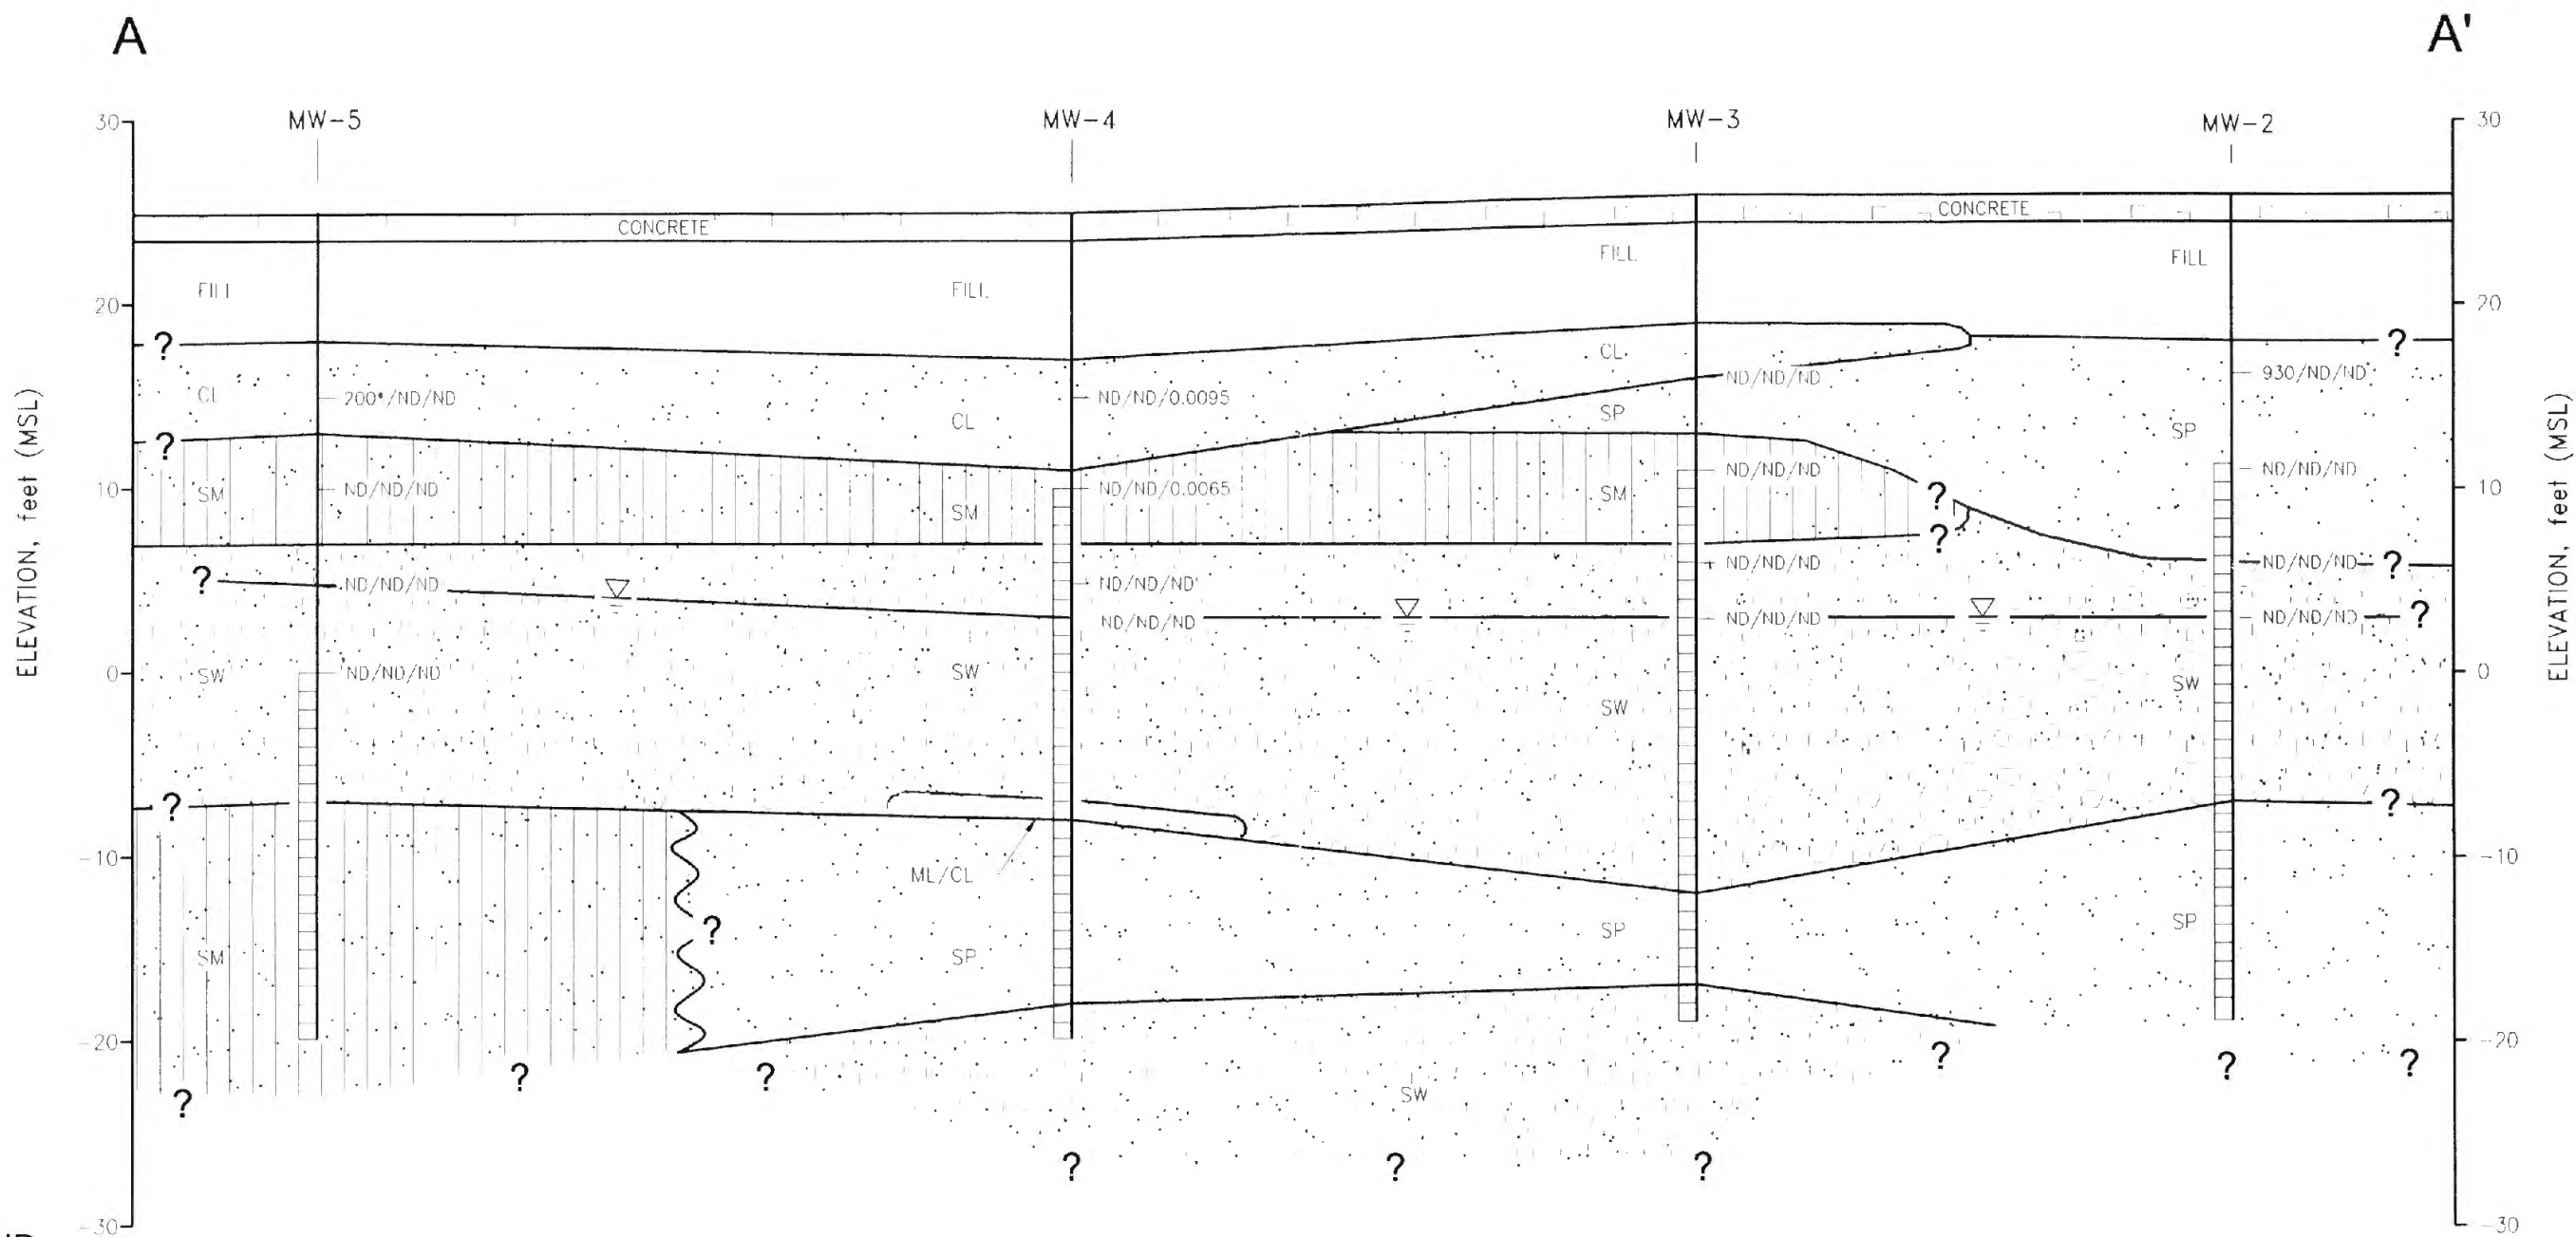 A A'
MW-5 MW-4 MW-3 MW-2
30 30
CONCRETE CONCRETE
FILL FILL FILL FILL
20 20
? ?
CL CL CL
200*/ND/ND ND/ND/0.0095 ND/ND/ND 930/ND/ND
SP SP
?
ELEVATION, feet (MSL) ELEVATION, feet (MSL)
10 10
SM ND/ND/ND SM ND/ND/0.0065 SM ND/ND/ND ? ND/ND/ND
?
? ND/ND/ND ND/ND/ND ND/ND/ND ND/ND/ND ?
ND/ND/ND ND/ND/ND ND/ND/ND ?
0 0
SW ND/ND/ND SW SW SW
? ?
-10 -10
ML/CL
? SP SP
SM SP
-20 -20
? ? ? ? ? ?
SW
? ? ?
-30 -30